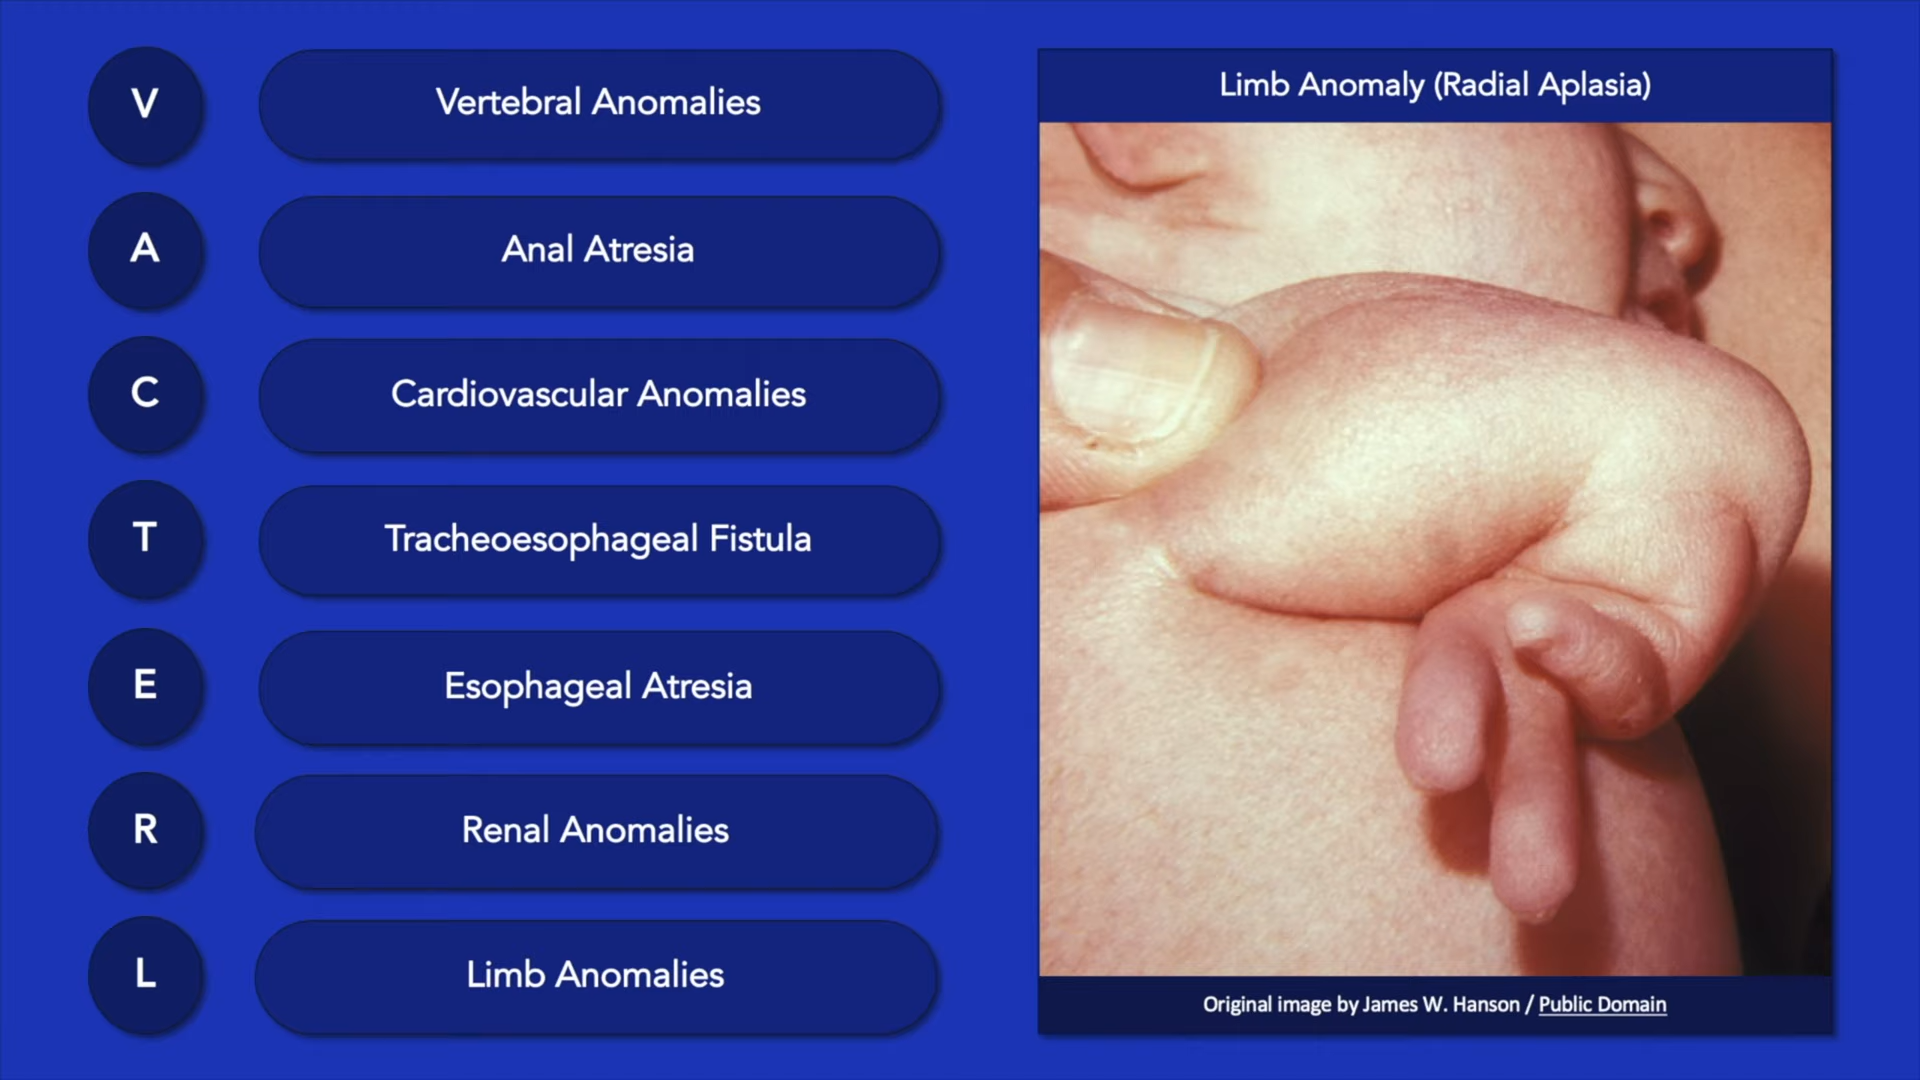 V
Vertebral Anomalies
A
Anal Atresia
C
Cardiovascular Anomalies
T
Tracheoesophageal Fistula
E
Esophageal Atresia
R
Renal Anomalies
L
Limb Anomalies
Limb Anomaly (Radial Aplasia)
Original image by James W. Hanson / Public Domain